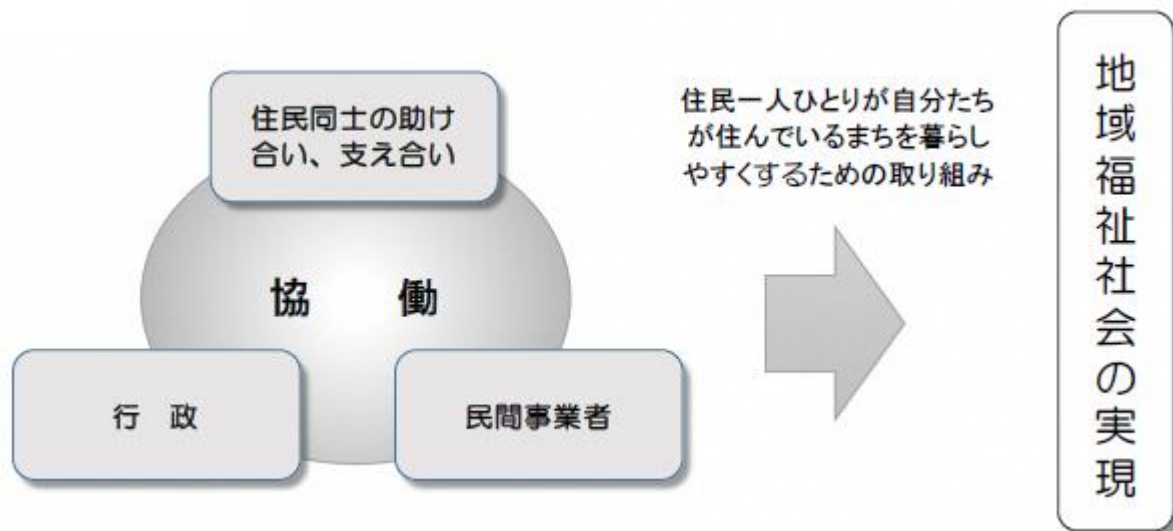 住民同士の助け
合い、支え合い
協　働
行　政
民間事業者
住民一人ひとりが自分たち
が住んでいるまちを暮らし
やすくするための取り組み
地域福祉社会の実現